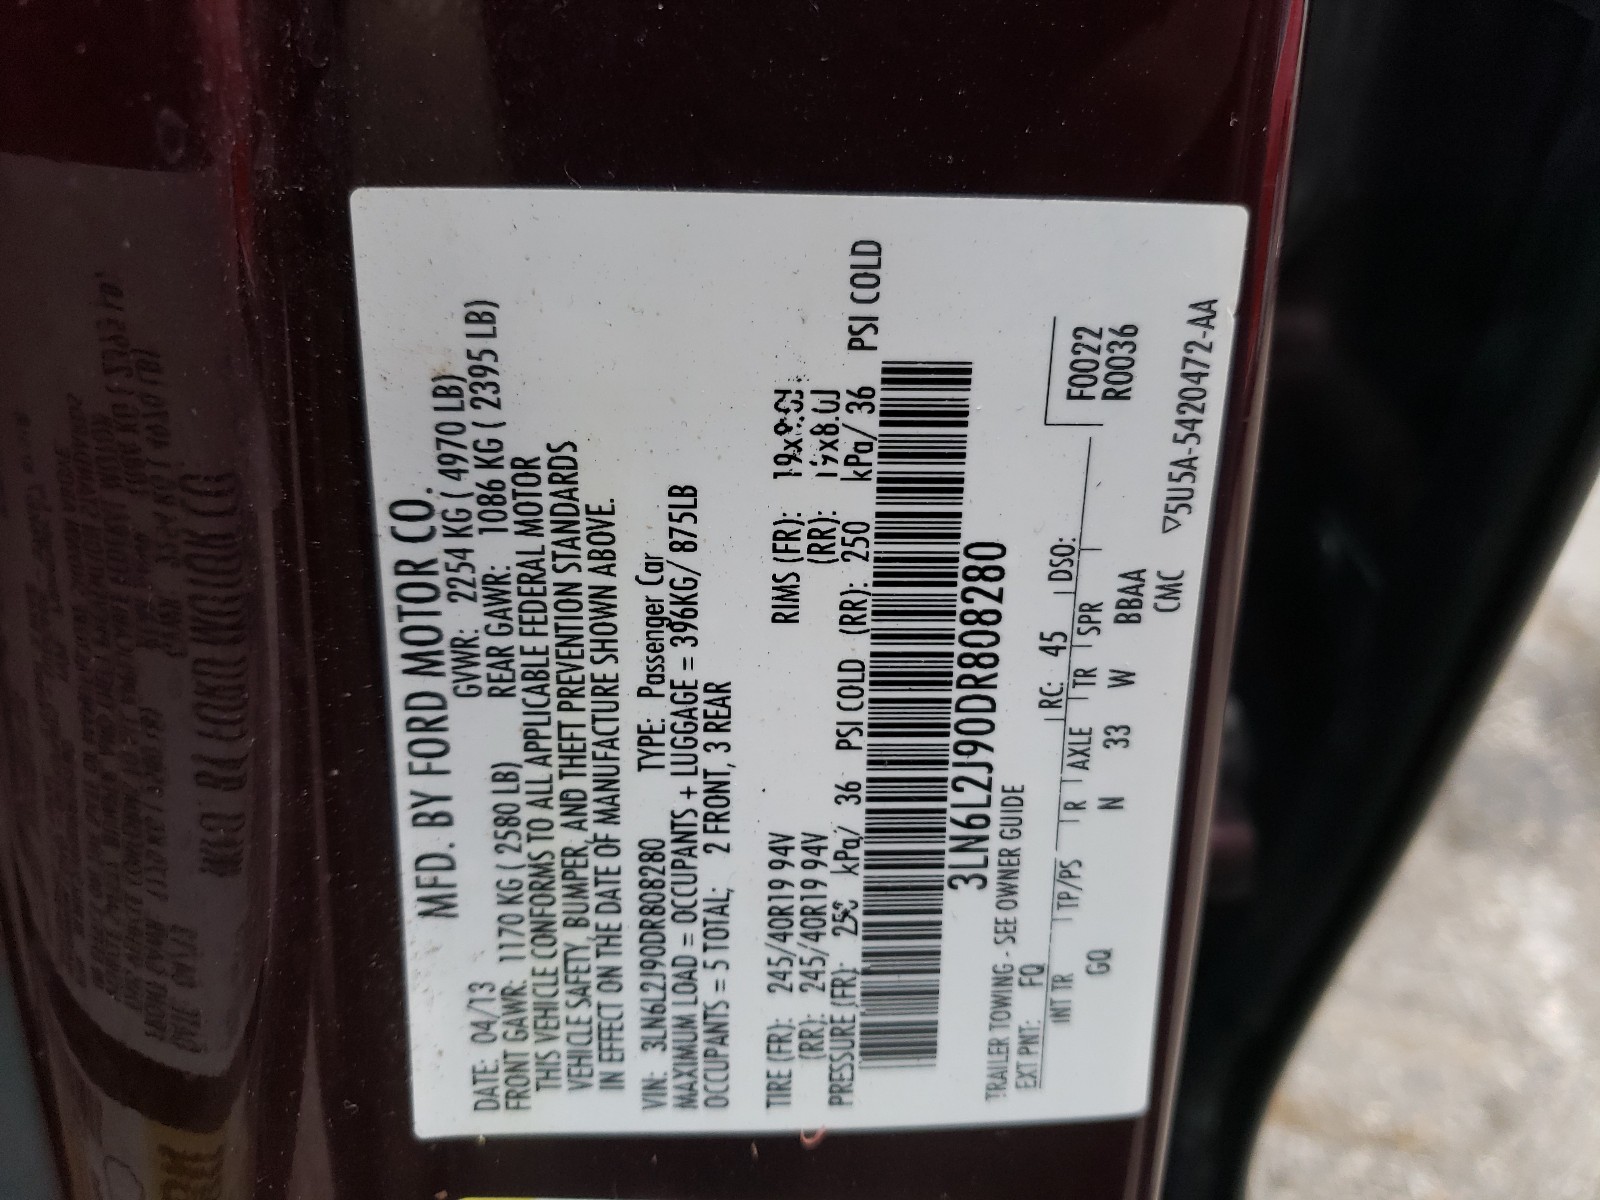 MFD. BY FORD MOTOR CO.
DATE: 04/13 GVWR: 2254 KG ( 4970 LB)
FRONT GAWR: 1170 KG ( 2580 LB) REAR GAWR: 1086 KG ( 2395 LB)
THIS VEHICLE CONFORMS TO ALL APPLICABLE FEDERAL MOTOR
VEHICLE SAFETY, BUMPER, AND THEFT PREVENTION STANDARDS
IN EFFECT ON THE DATE OF MANUFACTURE SHOWN ABOVE.
VIN: 3LN6L2J90DR808280 TYPE: Passenger Car
MAXIMUM LOAD = OCCUPANTS + LUGGAGE = 396KG/ 875LB
OCCUPANTS = 5 TOTAL; 2 FRONT, 3 REAR
TIRE (FR): 245/40R19 94V RIMS (FR):
(RR): 245/40R19 94V (RR): 19x8.0J
PRESSURE (FR): 250 kPa/ 36 PSI COLD (RR): 250 kPa/ 36 PSI COLD
3LN6L2J90DR808280
TRAILER TOWING - SEE OWNER GUIDE
EXT PNT: FQ RC: 45 DSO:
INT TR TP/PS R AXLE TR SPR F0022
GQ N 33 W BBAA R0036
CMC ▽5U5A-5420472-AA